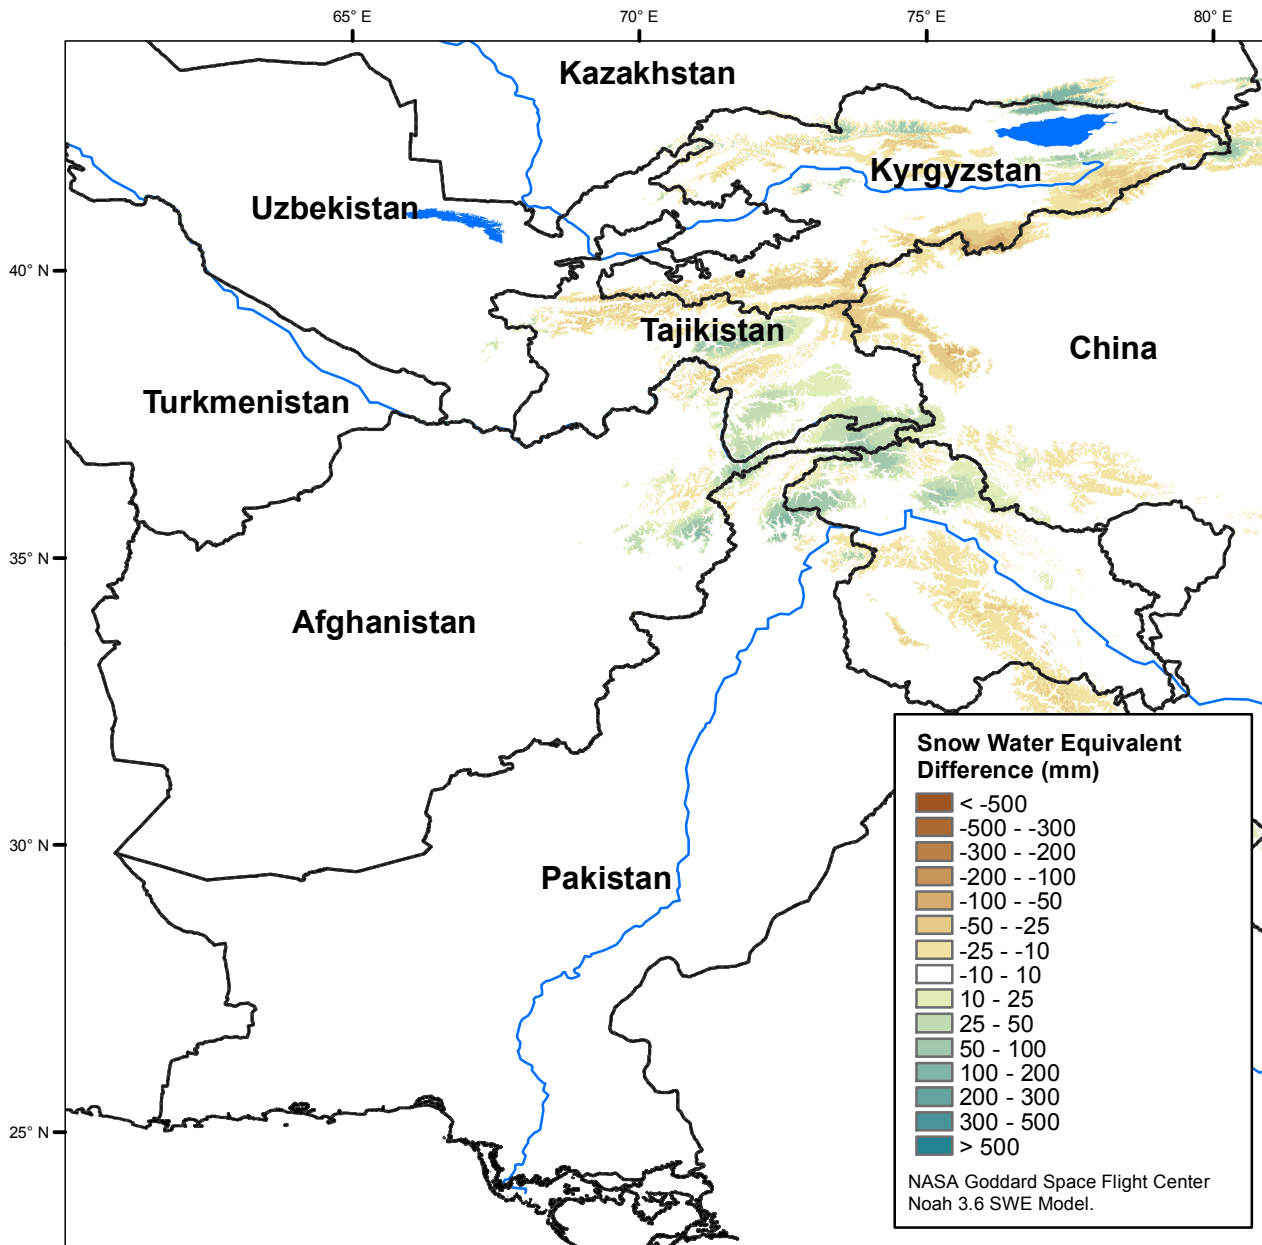 65° E
70° E
75° E
80° E
Kazakhstan
Kyrgyzstan
Uzbekistan
40° N
Tajikistan
China
Turkmenistan
35° N
Afghanistan
Snow Water Equivalent
Difference (mm)
< -500
-500 - -300
-300 - -200
-200 - -100
-100 - -50
-50 - -25
-25 - -10
-10 - 10
10 - 25
25 - 50
50 - 100
100 - 200
200 - 300
300 - 500
> 500
30° N
Pakistan
25° N
NASA Goddard Space Flight Center
Noah 3.6 SWE Model.